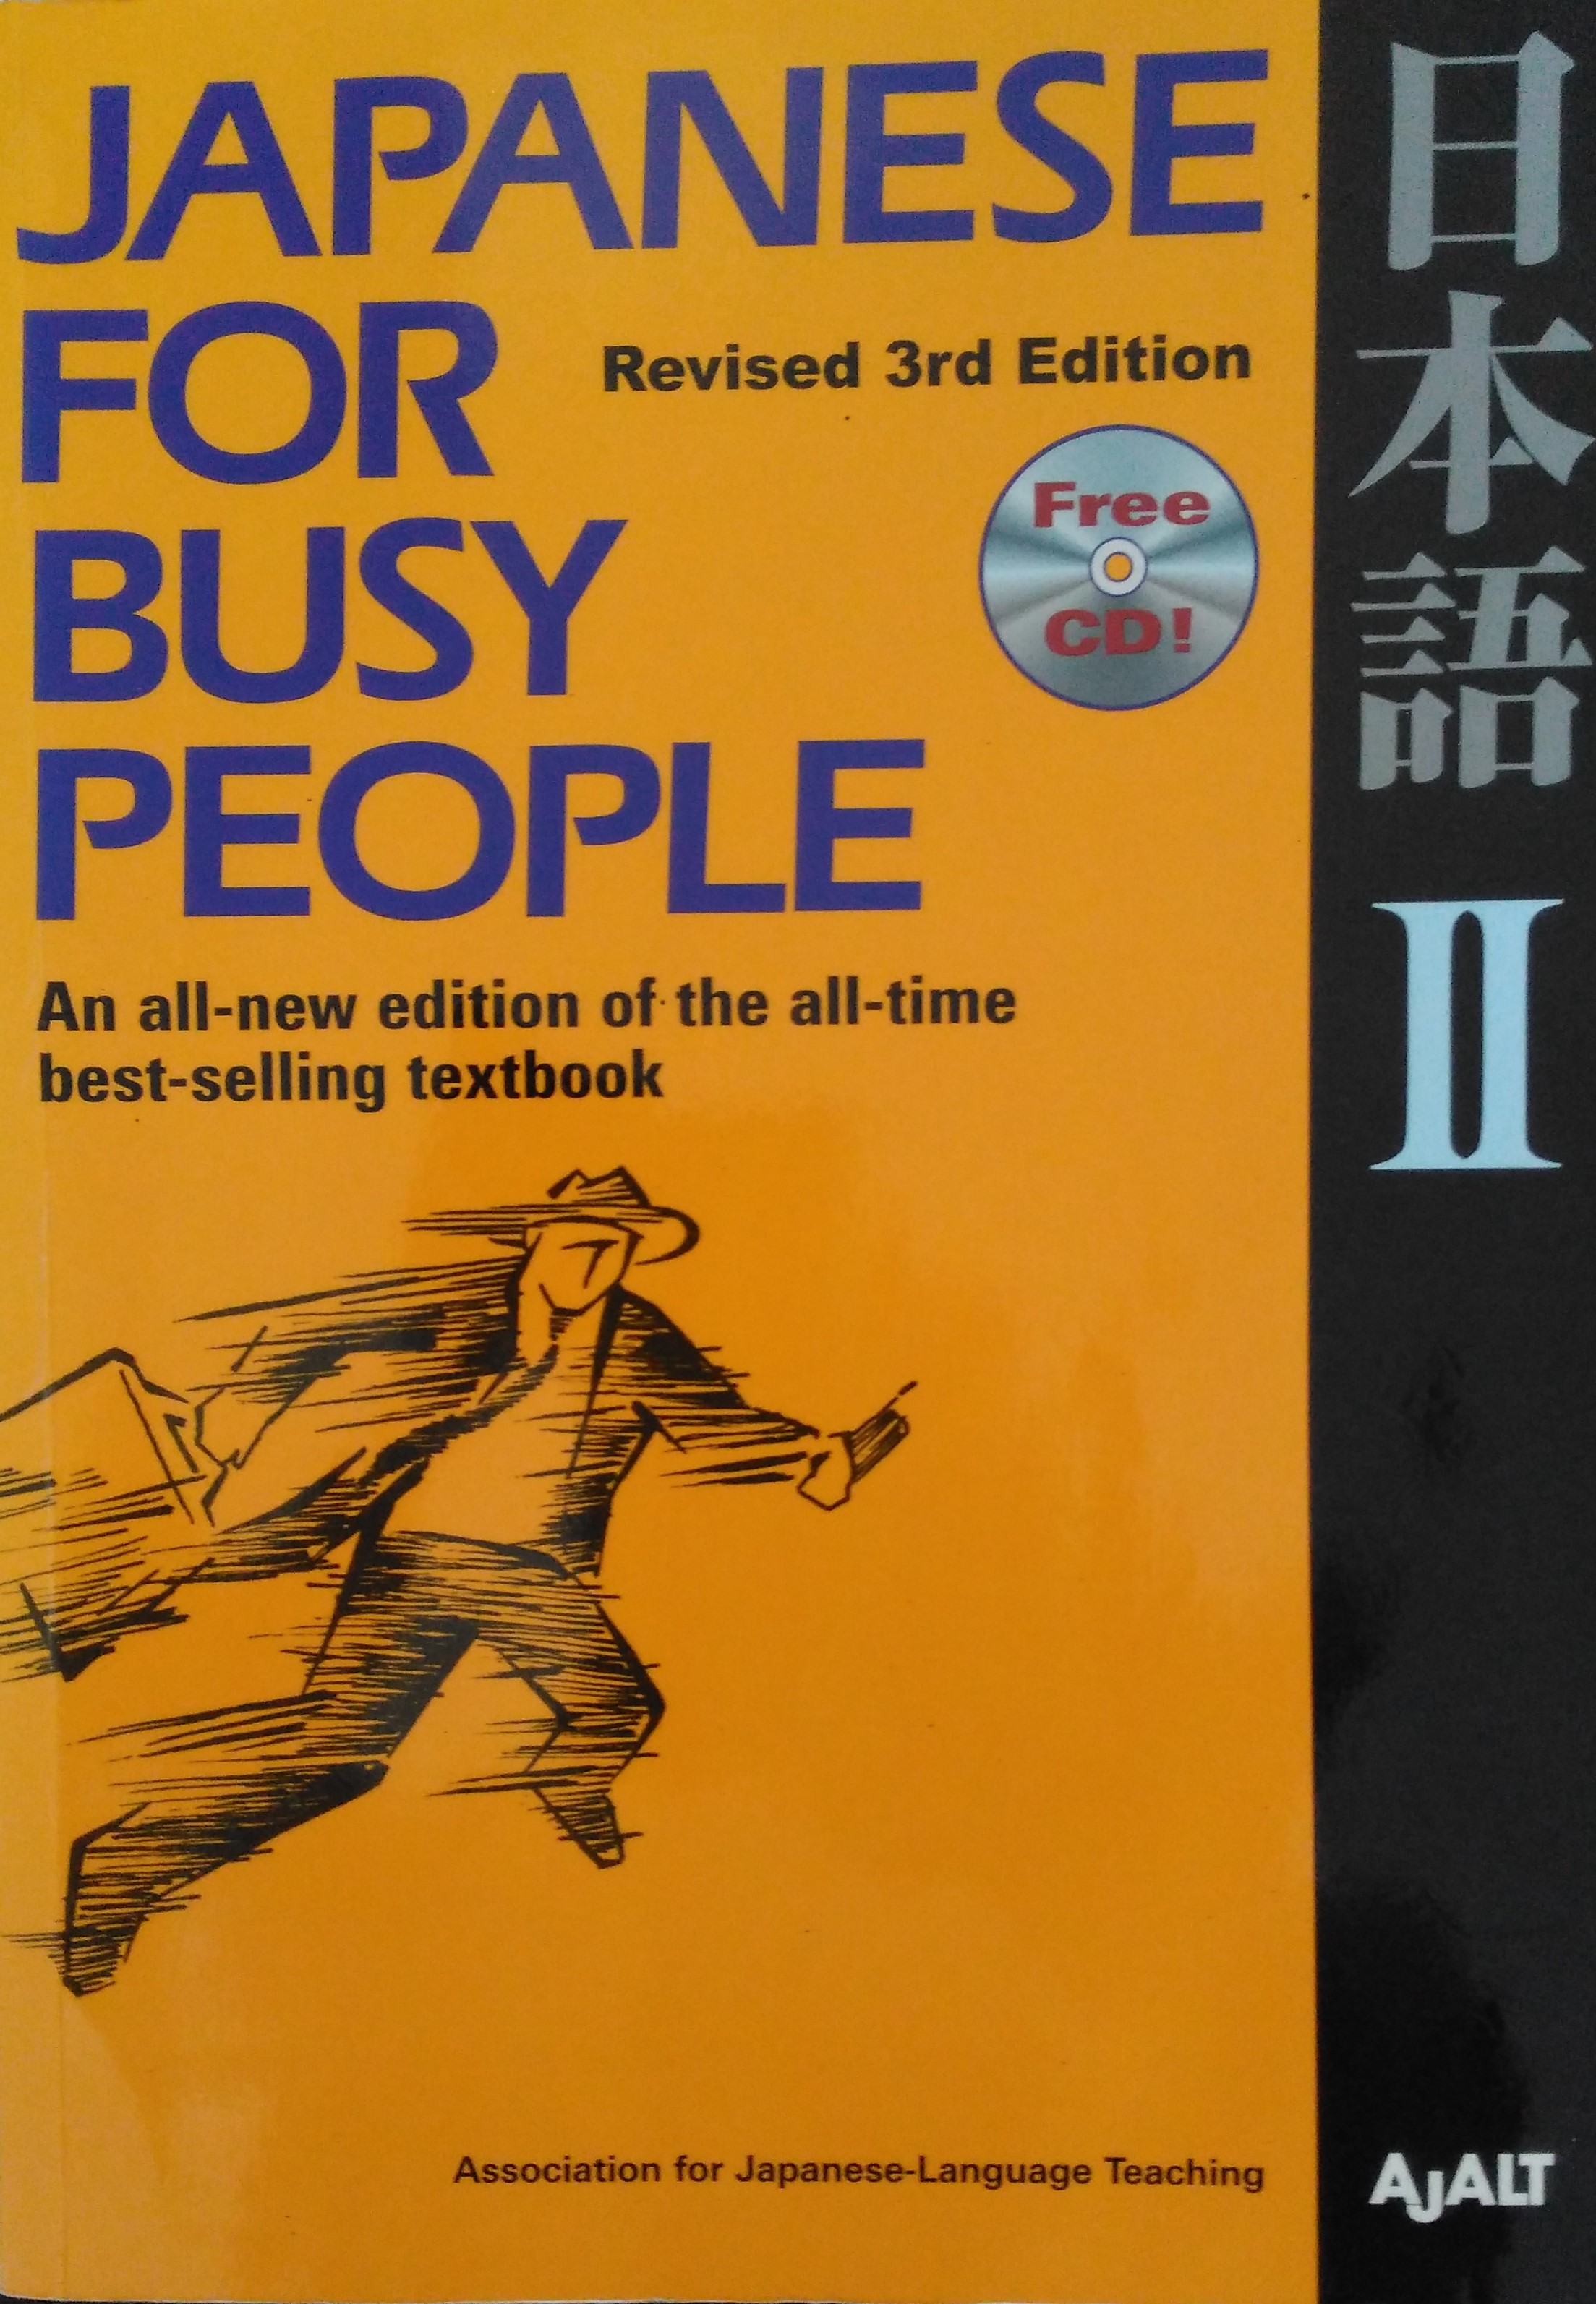 JAPANESE
FOR
Revised 3rd Edition
BUSY
Free
CD!
PEOPLE
An all-new edition of the all-time
best-selling textbook
Association for Japanese-Language Teaching
日本語 II
AJALT